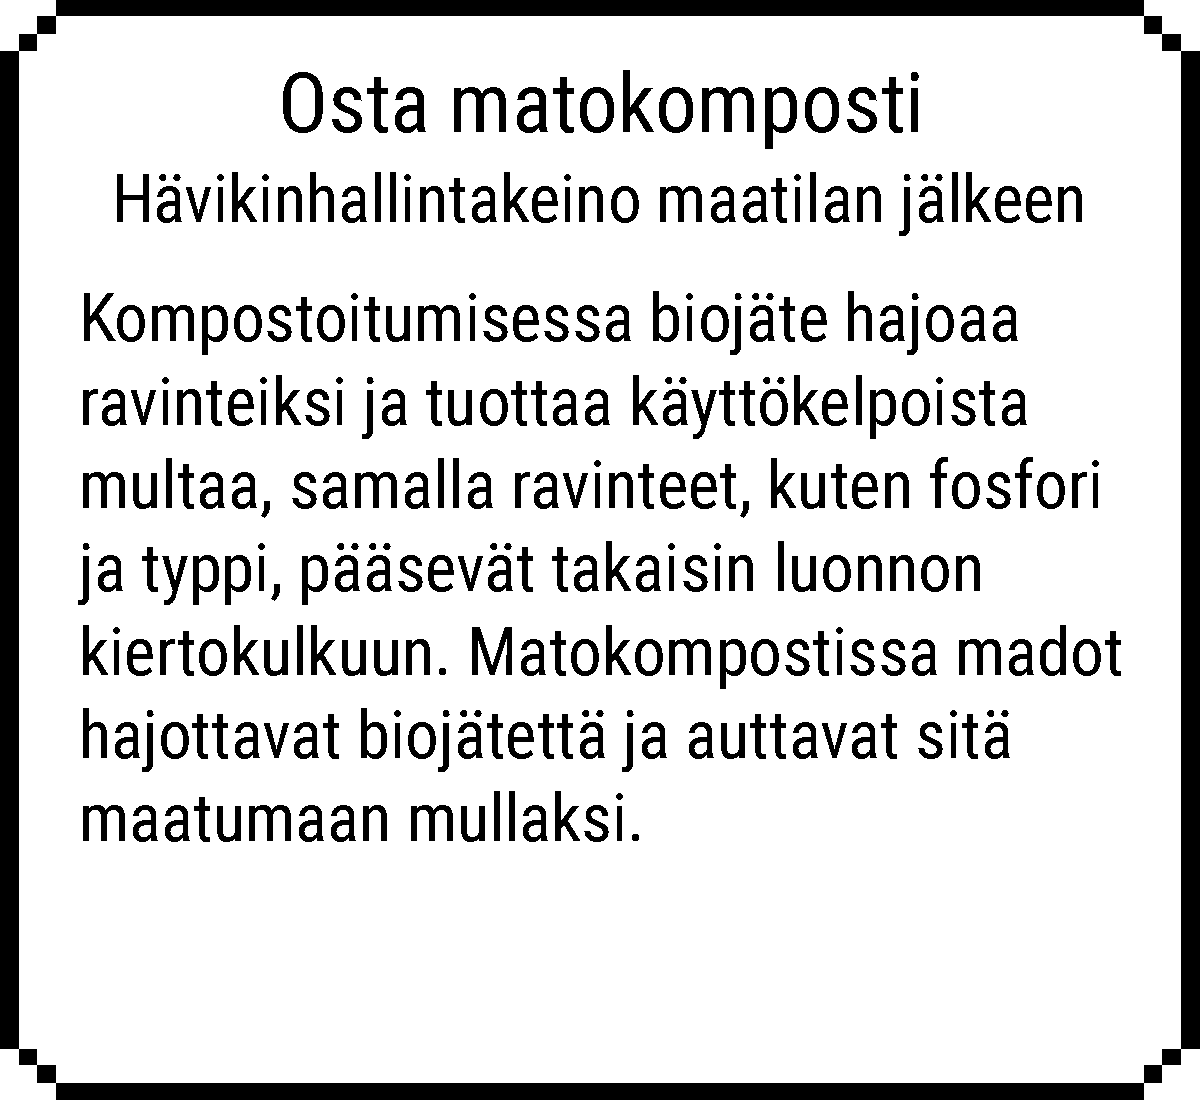 Osta matokomposti
Hävikinhallintakeino maatilan jälkeen
Kompostoitumisessa biojäte hajoaa
ravinteiksi ja tuottaa käyttökelpoista
multaa, samalla ravinteet, kuten fosfori
ja typpi, pääsevät takaisin luonnon
kiertokulkuun. Matokompostissa madot
hajottavat biojätettä ja auttavat sitä
maatumaan mullaksi.